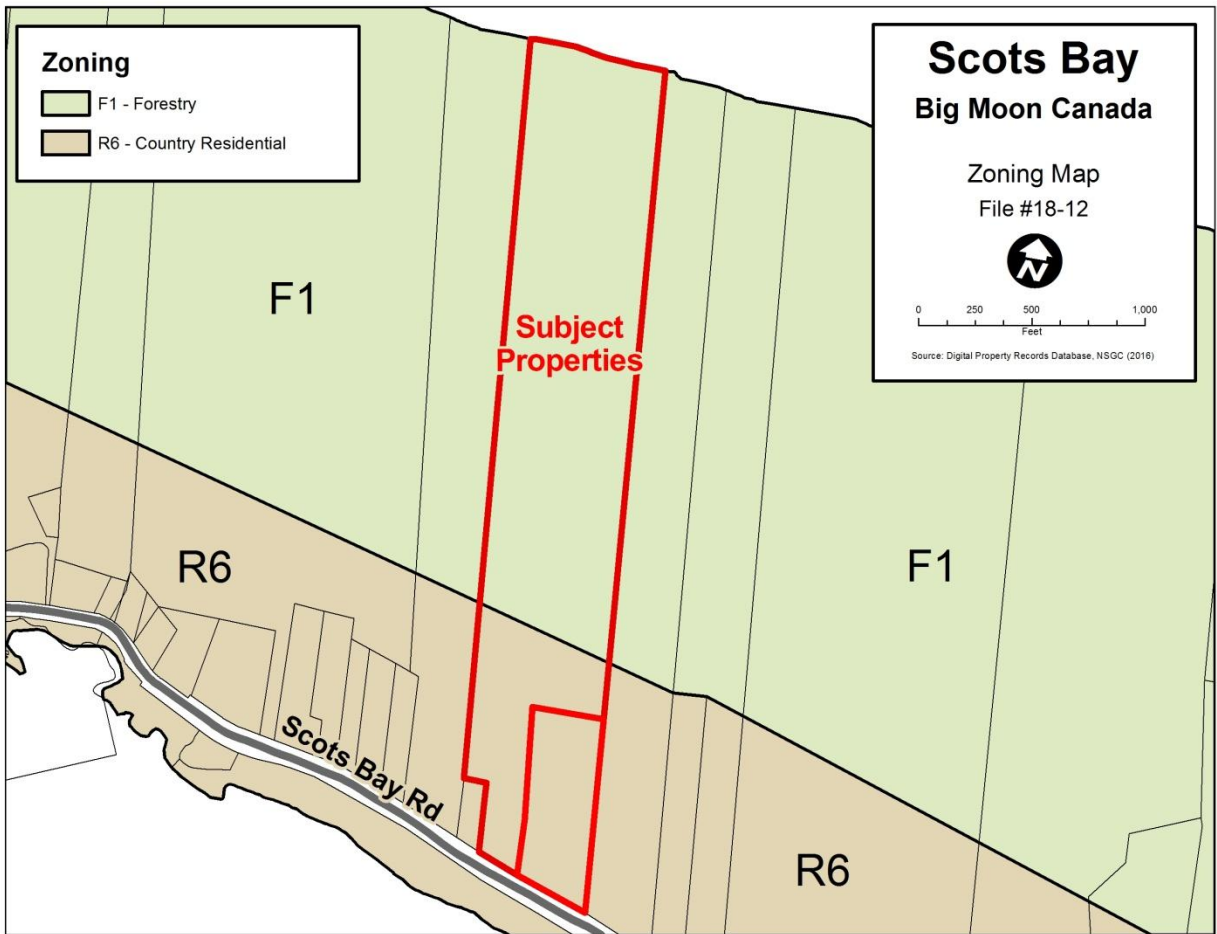 Zoning
F1 - Forestry
R6 - Country Residential
Scots Bay
Big Moon Canada
Zoning Map
File #18-12
N
0 250 500 1,000
Feet
Source: Digital Property Records Database, NSGC (2016)
F1
Subject
Properties
R6
F1
Scots Bay Rd
R6